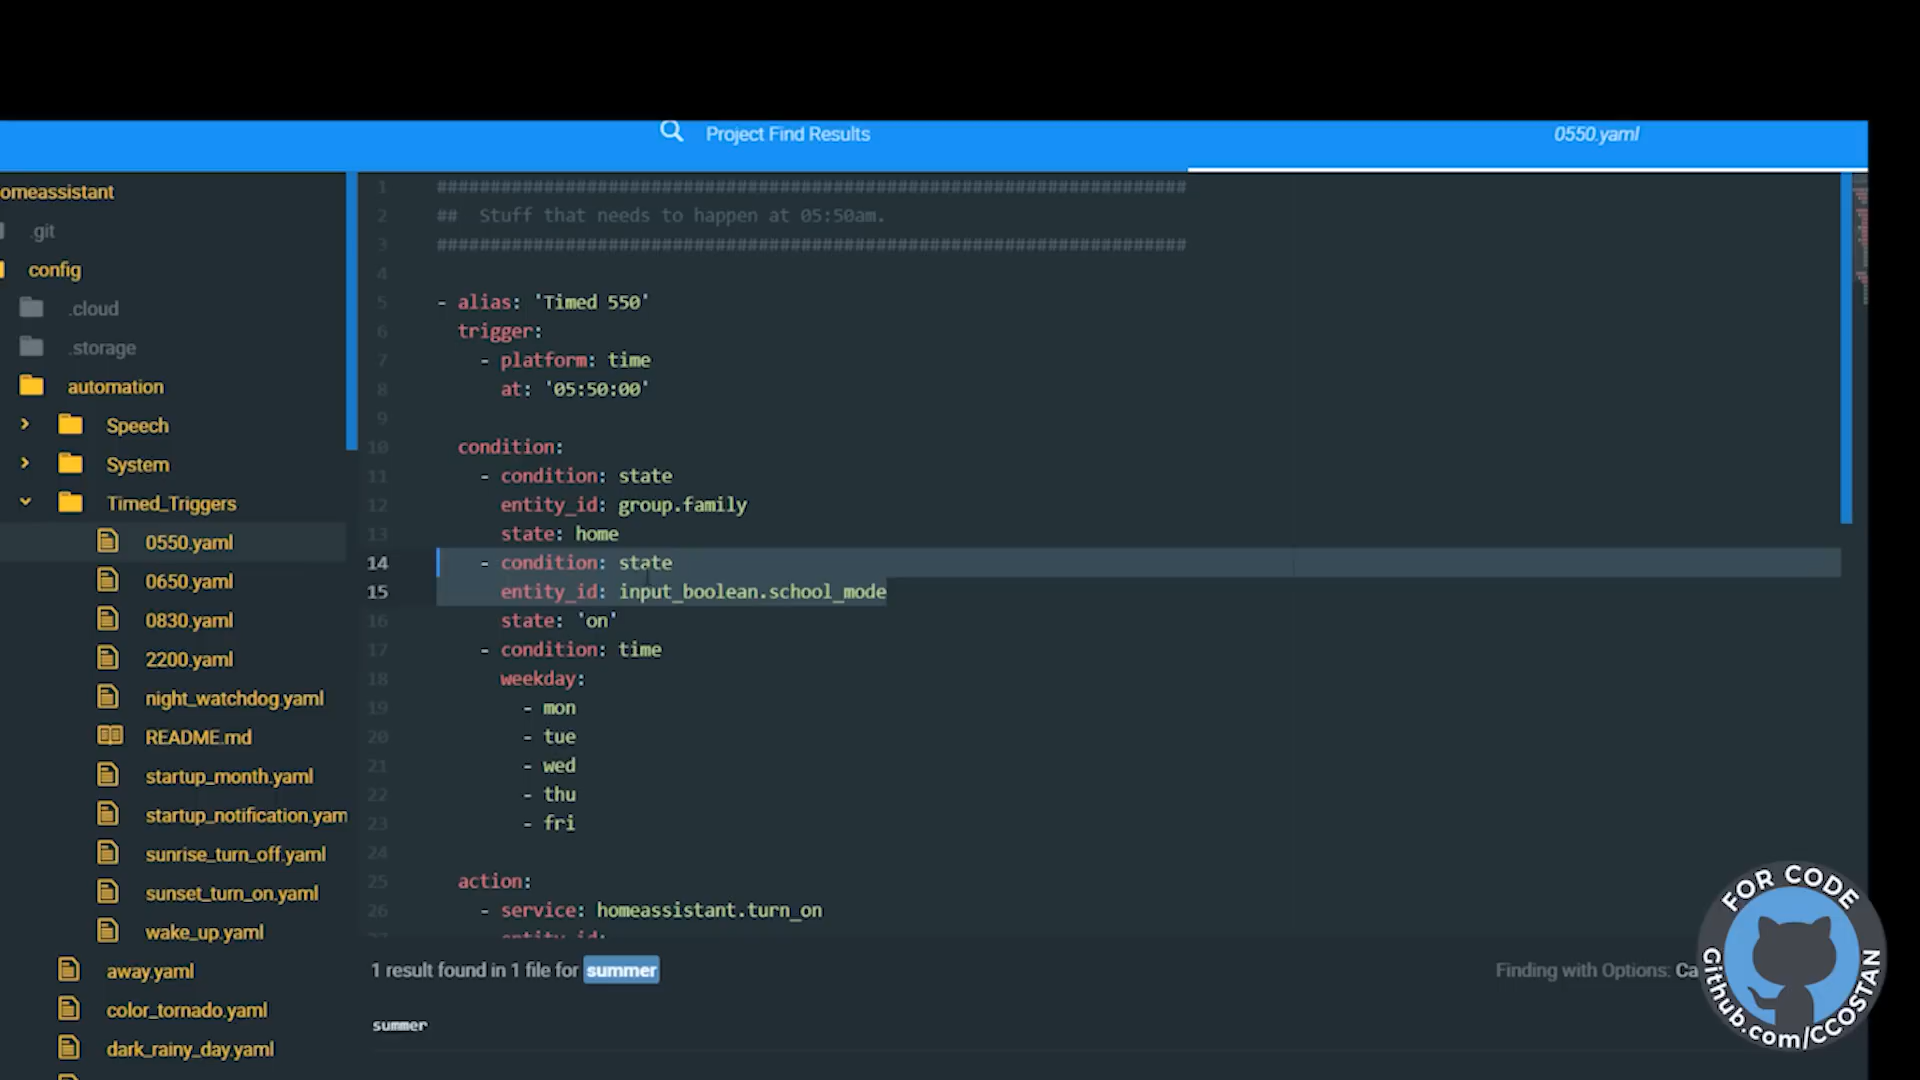 Project Find Results
0550.yaml
omeassistant
.git
config
.cloud
.storage
automation
Speech
System
Timed_Triggers
0550.yaml
0650.yaml
0830.yaml
2200.yaml
night_watchdog.yaml
README.md
startup_month.yaml
startup_notification.yam
sunrise_turn_off.yaml
sunset_turn_on.yaml
wake_up.yaml
away.yaml
color_tornado.yaml
dark_rainy_day.yaml
1 ######################################################################
2 ## Stuff that needs to happen at 05:50am.
3 ######################################################################
4
5 - alias: 'Timed 550'
6 trigger:
7 - platform: time
8 at: '05:50:00'
9
10 condition:
11 - condition: state
12 entity_id: group.family
13 state: home
14 - condition: state
15 entity_id: input_boolean.school_mode
16 state: 'on'
17 - condition: time
18 weekday:
19 - mon
20 - tue
21 - wed
22 - thu
23 - fri
24
25 action:
26 - service: homeassistant.turn_on
27 entity_id:
1 result found in 1 file for summer
Finding with Options: Ca
summer
FOR CODE
Github.com/CCOSTAN